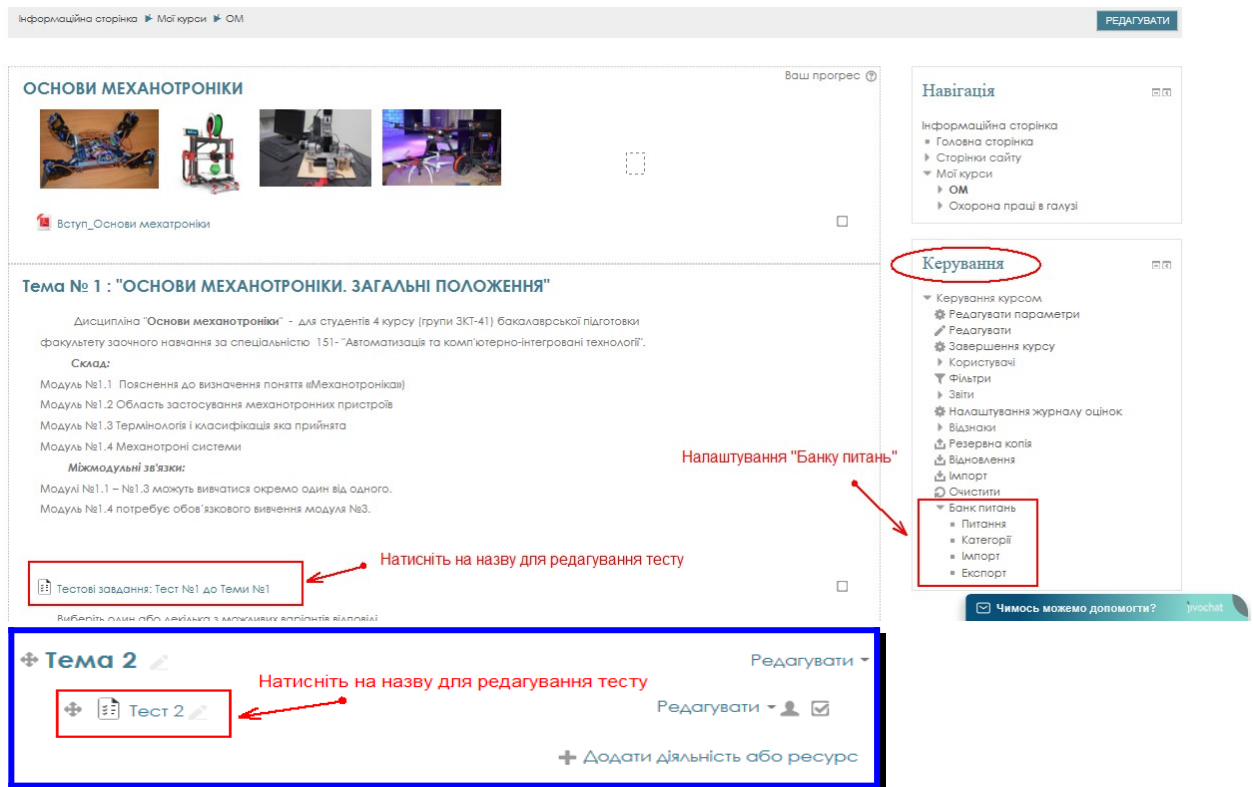 Інформаційна сторінка Мої курси ОМ
РЕДАГУВАТИ
Ваш прогрес
ОСНОВИ МЕХАНОТРОНІКИ
Вступ_Основи мехатроніки
Тема № 1 : "ОСНОВИ МЕХАНОТРОНІКИ. ЗАГАЛЬНІ ПОЛОЖЕННЯ"
Дисципліна "Основи механотроніки" - для студентів 4 курсу (групи ЗКТ-41) бакалаврської підготовки
факультету заочного навчання за спеціальністю 151- "Автоматизація та комп'ютерно-інтегровані технології".
Склад:
Модуль №1.1 Пояснення до визначення поняття «Механотроніка»)
Модуль №1.2 Область застосування механотронних пристроїв
Модуль №1.3 Термінологія і класифікація яка прийнята
Модуль №1.4 Механотроні системи
Міжмодульні зв'язки:
Модулі №1.1 – №1.3 можуть вивчатися окремо один від одного.
Модуль №1.4 потребує обов'язкового вивчення модуля №3.
Натисніть на назву для редагування тесту
Тестові завдання: Тест №1 до Теми №1
Виберіть один або декілька з можливих варіантів відповіді
Навігація
Інформаційна сторінка
Головна сторінка
Сторінки сайту
Мої курси
ОМ
Охорона праці в галузі
Керування
Керування курсом
Редагувати параметри
Редагувати
Завершення курсу
Користувачі
Фільтри
Звіти
Налаштування журналу оцінок
Відзнаки
Резервна копія
Відновлення
Імпорт
Очистити
Банк питань
Питання
Категорії
Імпорт
Експорт
Налаштування "Банку питань"
Чимось можемо допомогти?
jivochat
Тема 2
Редагувати
Натисніть на назву для редагування тесту
Тест 2
Редагувати
Додати діяльність або ресурс